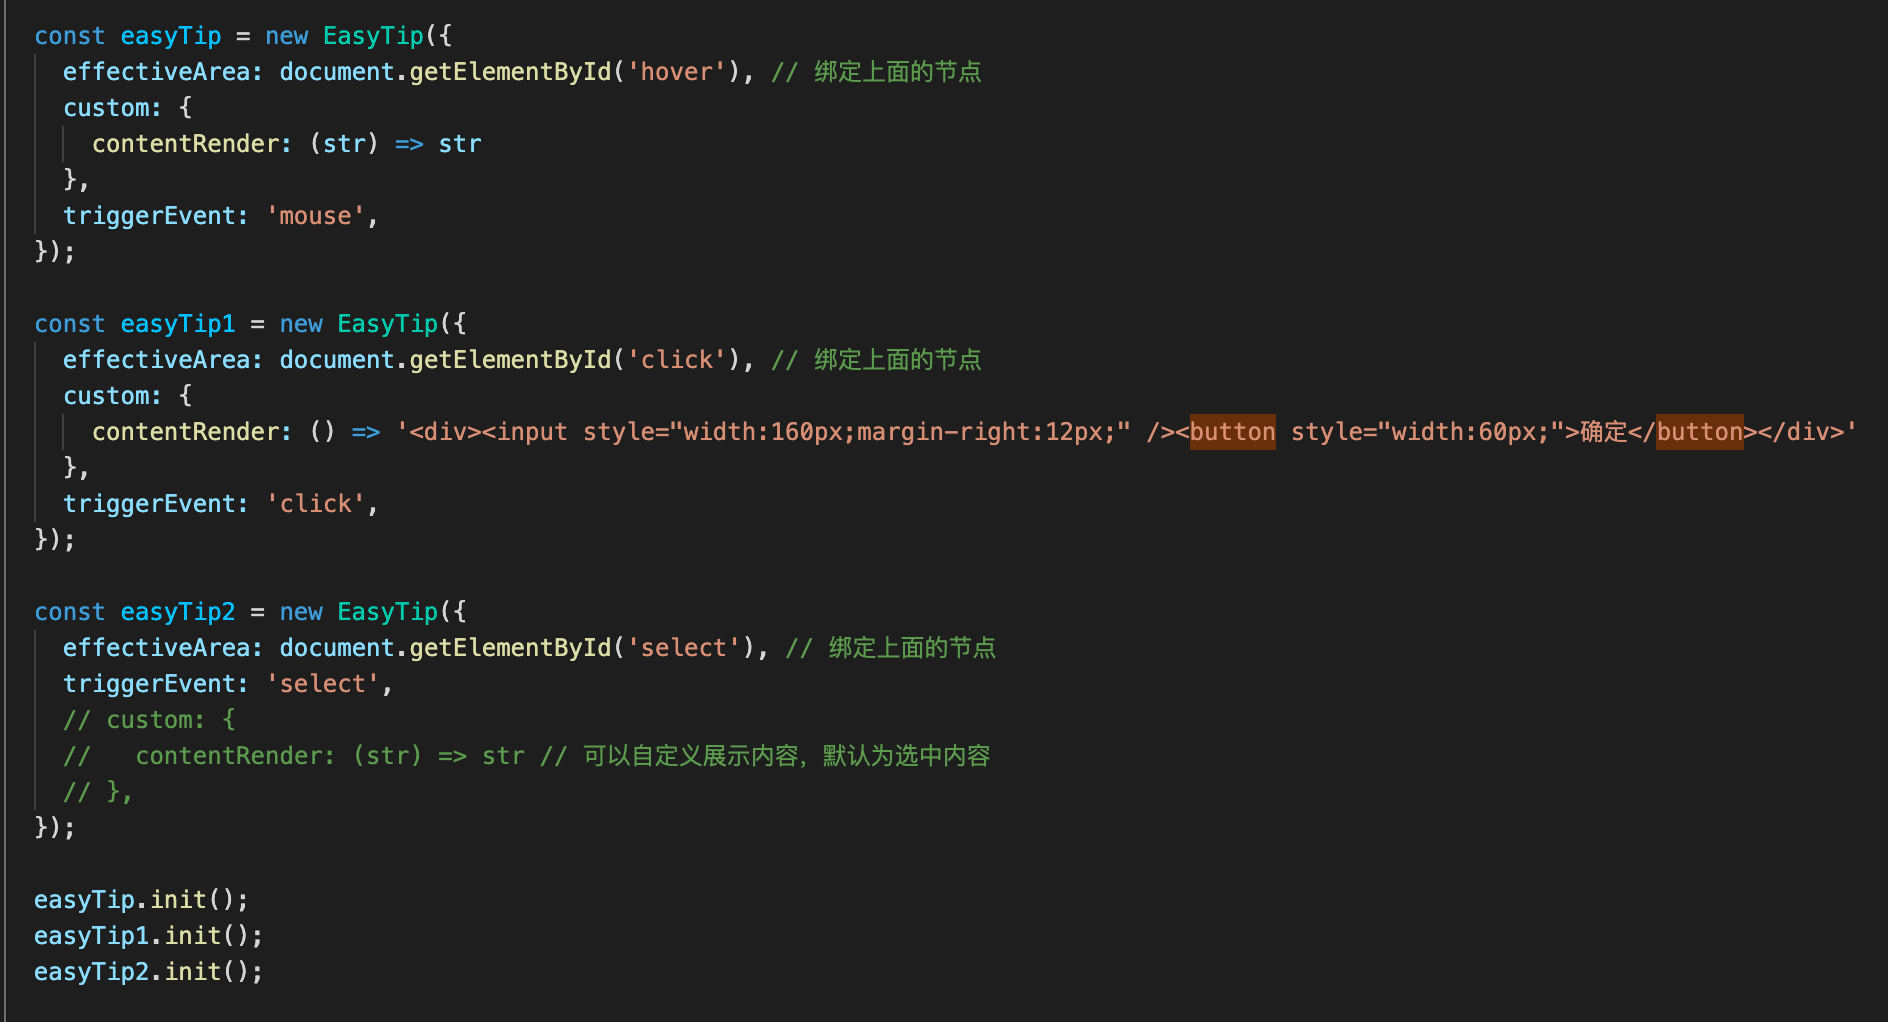 const easyTip = new EasyTip({
  effectiveArea: document.getElementById('hover'), // 绑定上面的节点
  custom: {
    contentRender: (str) => str
  },
  triggerEvent: 'mouse',
});

const easyTip1 = new EasyTip({
  effectiveArea: document.getElementById('click'), // 绑定上面的节点
  custom: {
    contentRender: () => '<div><input style="width:160px;margin-right:12px;" /><button style="width:60px;">确定</button></div>'
  },
  triggerEvent: 'click',
});

const easyTip2 = new EasyTip({
  effectiveArea: document.getElementById('select'), // 绑定上面的节点
  triggerEvent: 'select',
  // custom: {
  //   contentRender: (str) => str // 可以自定义展示内容，默认为选中内容
  // },
});

easyTip.init();
easyTip1.init();
easyTip2.init();